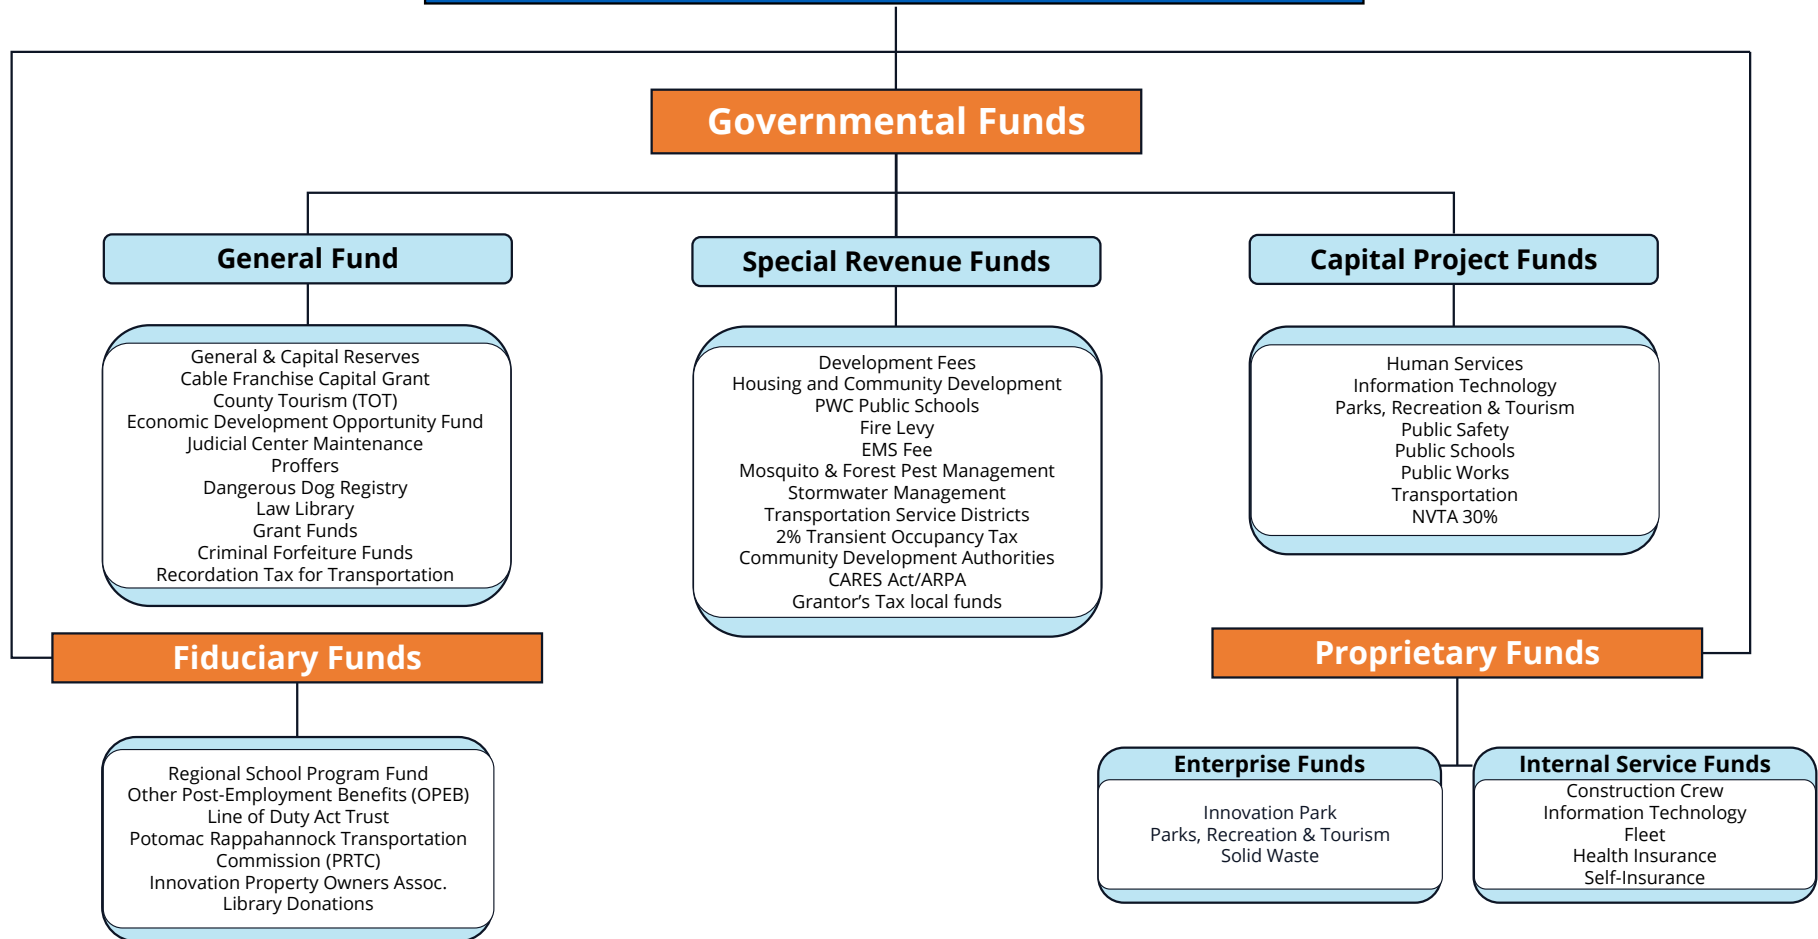 Governmental Funds
General Fund
General & Capital Reserves
Cable Franchise Capital Grant
County Tourism (TOT)
Economic Development Opportunity Fund
Judicial Center Maintenance
Proffers
Dangerous Dog Registry
Law Library
Grant Funds
Criminal Forfeiture Funds
Recordation Tax for Transportation
Special Revenue Funds
Development Fees
Housing and Community Development
PWC Public Schools
Fire Levy
EMS Fee
Mosquito & Forest Pest Management
Stormwater Management
Transportation Service Districts
2% Transient Occupancy Tax
Community Development Authorities
CARES Act/ARPA
Grantor’s Tax local funds
Capital Project Funds
Human Services
Information Technology
Parks, Recreation & Tourism
Public Safety
Public Schools
Public Works
Transportation
NVTA 30%
Fiduciary Funds
Regional School Program Fund
Other Post-Employment Benefits (OPEB)
Line of Duty Act Trust
Potomac Rappahannock Transportation
Commission (PRTC)
Innovation Property Owners Assoc.
Library Donations
Proprietary Funds
Enterprise Funds
Innovation Park
Parks, Recreation & Tourism
Solid Waste
Internal Service Funds
Construction Crew
Information Technology
Fleet
Health Insurance
Self-Insurance